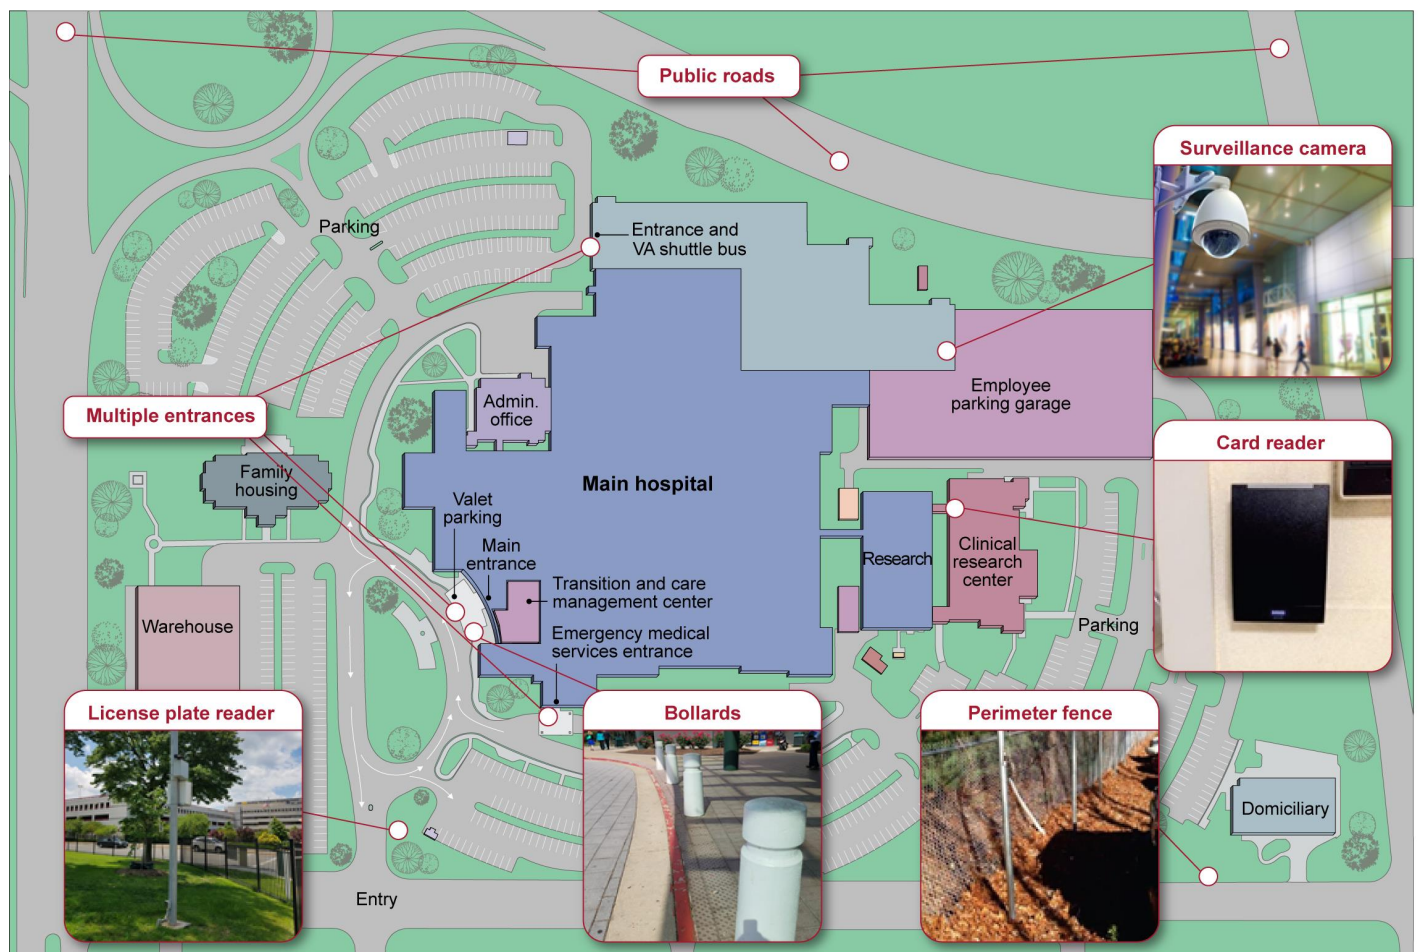 Public roads
Surveillance camera
Parking
Entrance and
VA shuttle bus
Employee
parking garage
Multiple entrances
Admin.
office
Card reader
Family
housing
Main hospital
Valet
parking
Main
entrance
Research
Clinical
research
center
Transition and care
management center
Warehouse
Parking
Emergency medical
services entrance
License plate reader
Bollards
Perimeter fence
Domiciliary
Entry